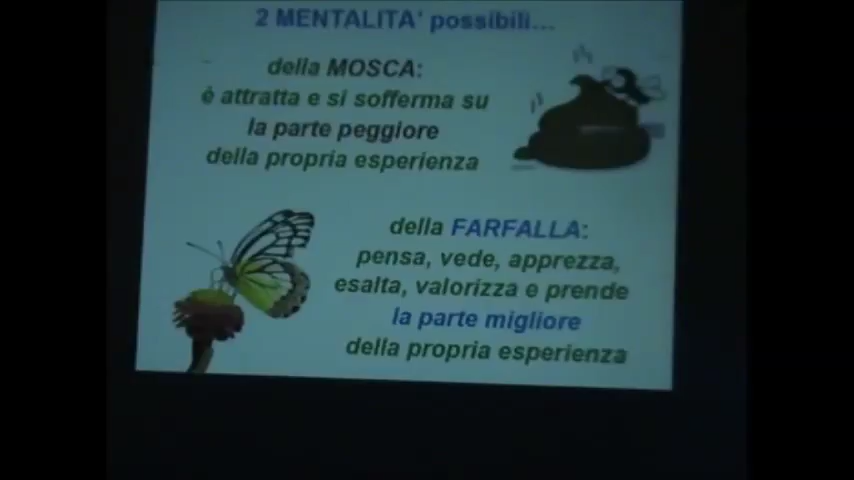 2 MENTALITA' possibili...
della MOSCA:
é attratta e si sofferma su
la parte peggiore
della propria esperienza
della FARFALLA:
pensa, vede, apprezza,
esalta, valorizza e prende
la parte migliore
della propria esperienza